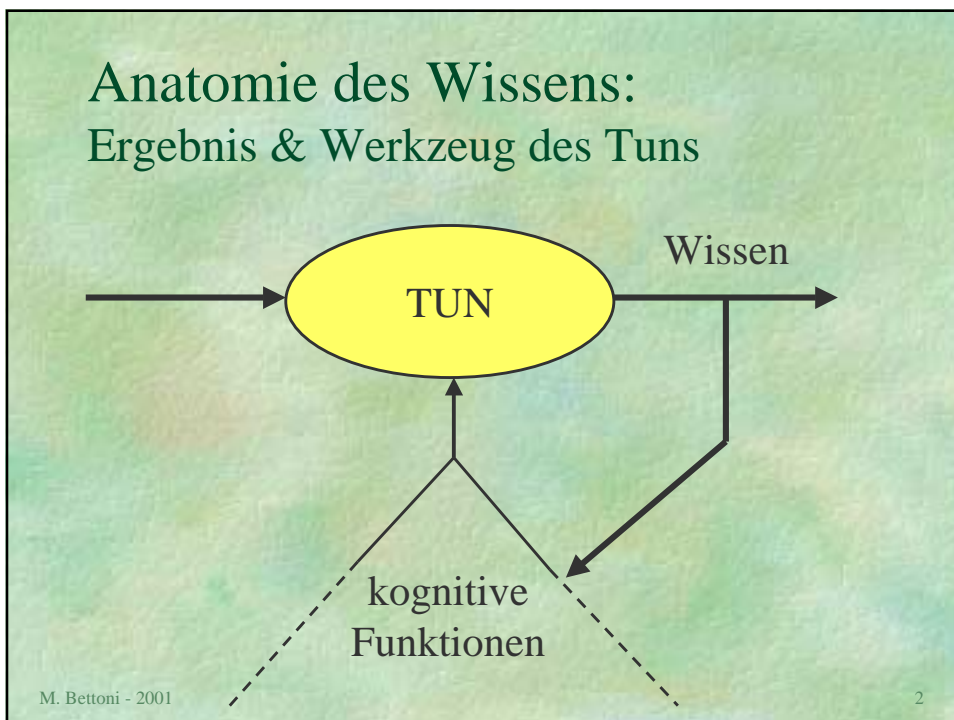 Anatomie des Wissens:
Ergebnis & Werkzeug des Tuns
Wissen
TUN
kognitive
Funktionen
M. Bettoni - 2001
2